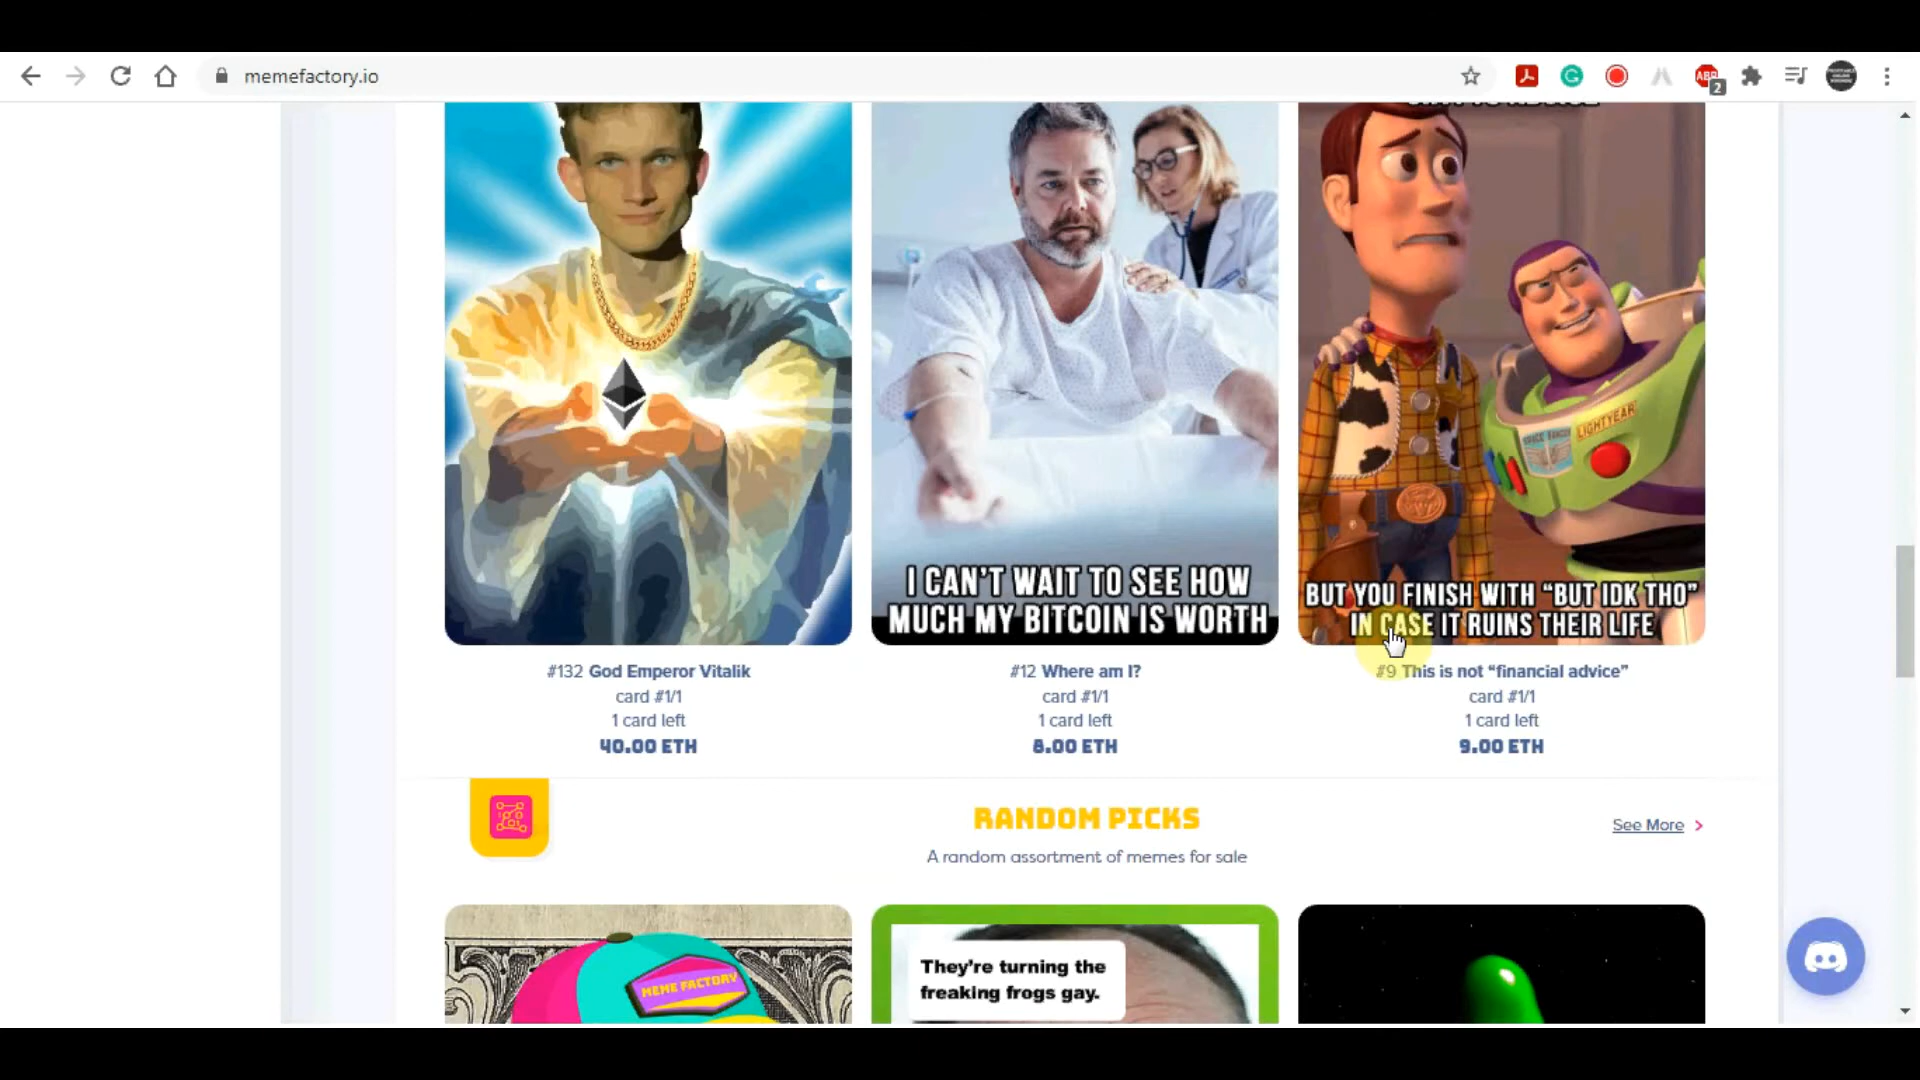 memefactory.io
ABP
2
SPACE RANGER
LIGHTYEAR
I CAN'T WAIT TO SEE HOW
MUCH MY BITCOIN IS WORTH
BUT YOU FINISH WITH “BUT IDK THO”
IN CASE IT RUINS THEIR LIFE
#132 God Emperor Vitalik
card #1/1
1 card left
40.00 ETH
#12 Where am I?
card #1/1
1 card left
8.00 ETH
#9 This is not “financial advice”
card #1/1
1 card left
9.00 ETH
RANDOM PICKS
See More
A random assortment of memes for sale
MEME FACTORY
They’re turning the
freaking frogs gay.